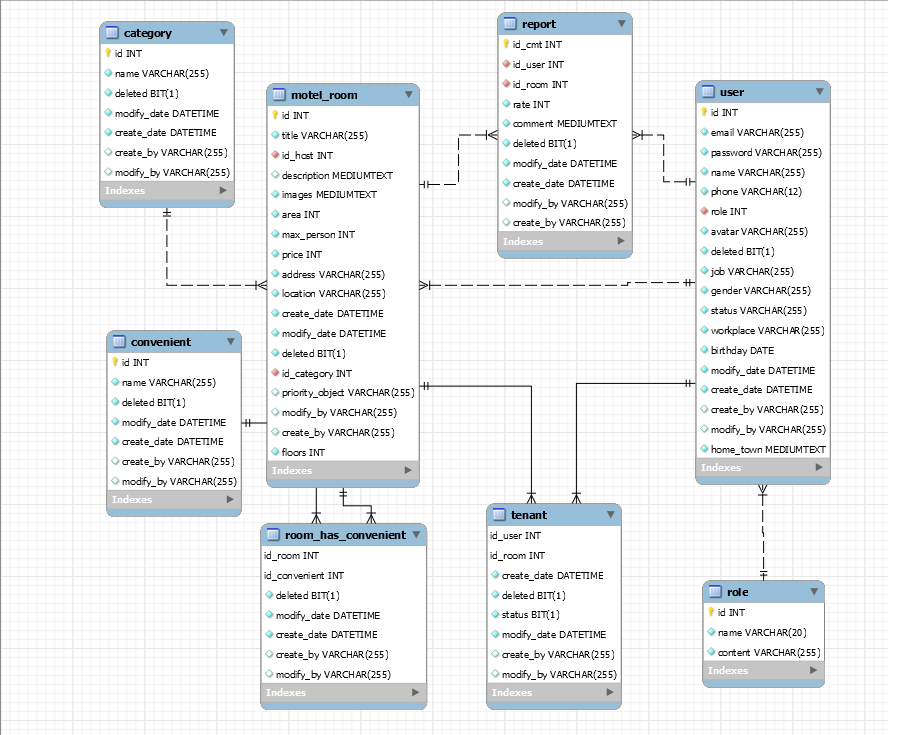 category
id INT
name VARCHAR(255)
deleted BIT(1)
modify_date DATETIME
create_date DATETIME
create_by VARCHAR(255)
modify_by VARCHAR(255)
Indexes
motel_room
id INT
title VARCHAR(255)
id_host INT
description MEDIUMTEXT
images MEDIUMTEXT
area INT
max_person INT
price INT
address VARCHAR(255)
location VARCHAR(255)
create_date DATETIME
modify_date DATETIME
deleted BIT(1)
id_category INT
priority_object VARCHAR(255)
modify_by VARCHAR(255)
create_by VARCHAR(255)
floors INT
Indexes
report
id_cmt INT
id_user INT
id_room INT
rate INT
comment MEDIUMTEXT
deleted BIT(1)
modify_date DATETIME
create_date DATETIME
modify_by VARCHAR(255)
create_by VARCHAR(255)
Indexes
user
id INT
email VARCHAR(255)
password VARCHAR(255)
name VARCHAR(255)
phone VARCHAR(12)
role INT
avatar VARCHAR(255)
deleted BIT(1)
job VARCHAR(255)
gender VARCHAR(255)
status VARCHAR(255)
workplace VARCHAR(255)
birthday DATE
modify_date DATETIME
create_date DATETIME
create_by VARCHAR(255)
modify_by VARCHAR(255)
home_town MEDIUMTEXT
Indexes
convenient
id INT
name VARCHAR(255)
deleted BIT(1)
modify_date DATETIME
create_date DATETIME
create_by VARCHAR(255)
modify_by VARCHAR(255)
Indexes
room_has_convenient
id_room INT
id_convenient INT
deleted BIT(1)
modify_date DATETIME
create_date DATETIME
create_by VARCHAR(255)
modify_by VARCHAR(255)
Indexes
tenant
id_user INT
id_room INT
create_date DATETIME
deleted BIT(1)
status BIT(1)
modify_date DATETIME
create_by VARCHAR(255)
modify_by VARCHAR(255)
Indexes
role
id INT
name VARCHAR(20)
content VARCHAR(255)
Indexes